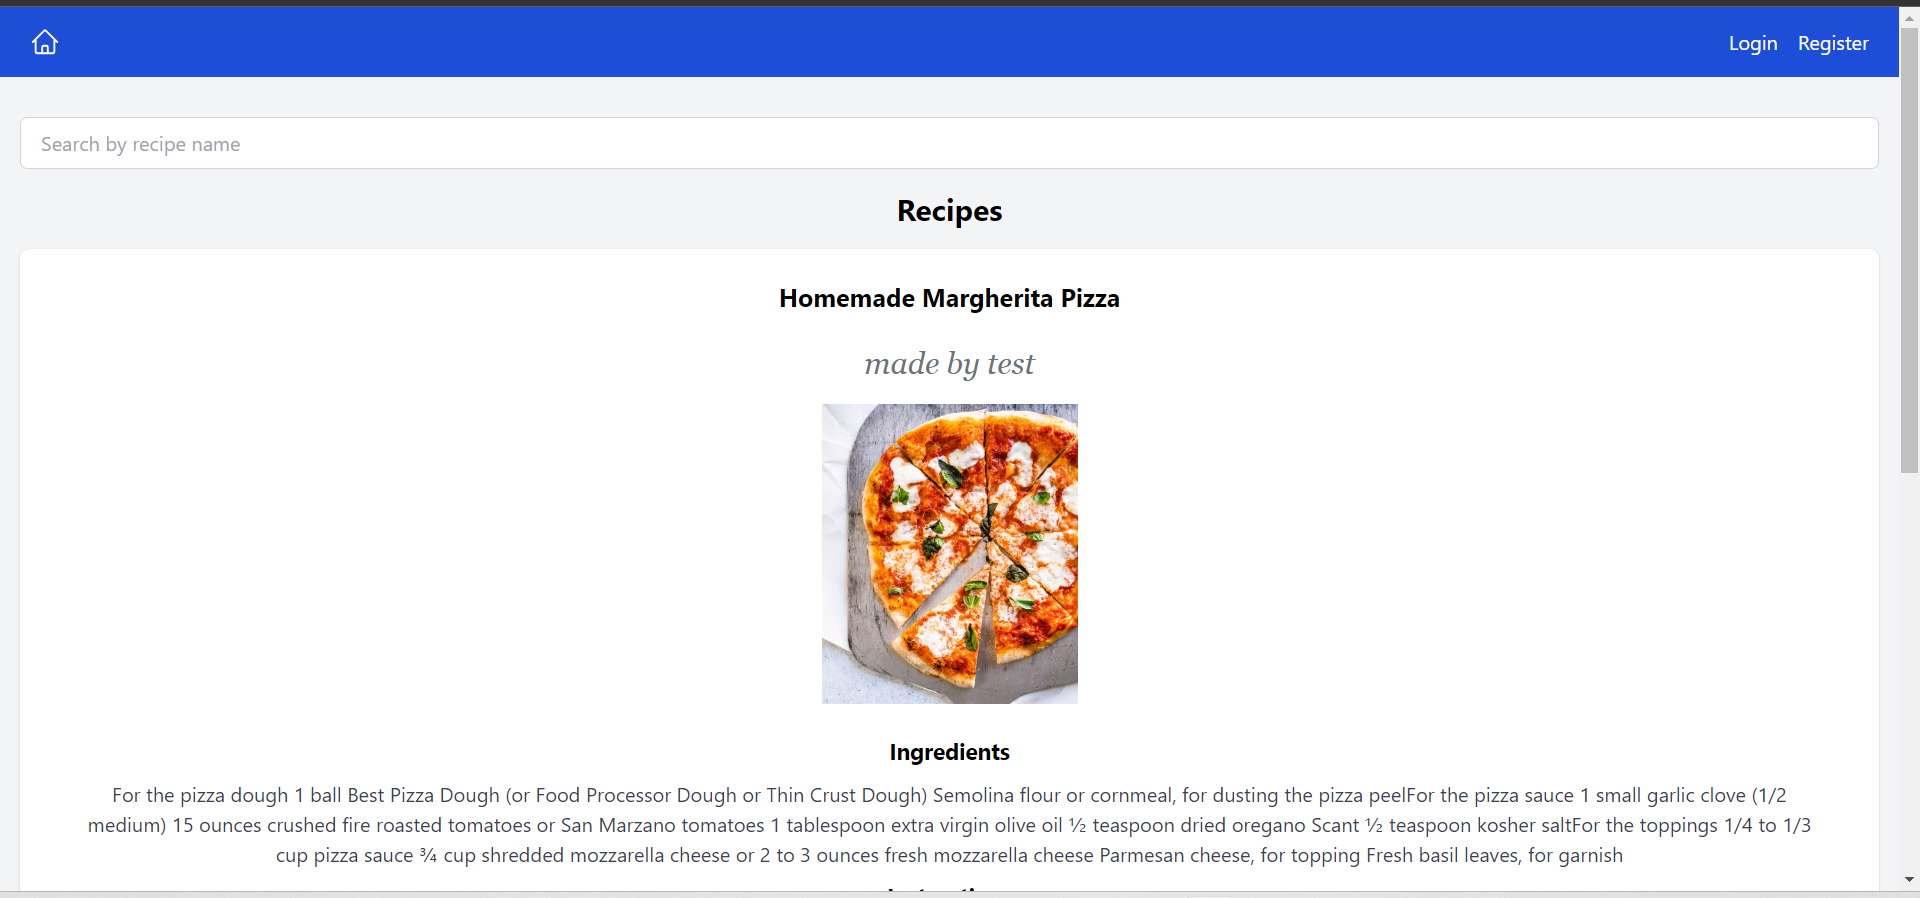 Login Register
Search by recipe name
Recipes
Homemade Margherita Pizza
made by test
Ingredients
For the pizza dough 1 ball Best Pizza Dough (or Food Processor Dough or Thin Crust Dough) Semolina flour or cornmeal, for dusting the pizza peelFor the pizza sauce 1 small garlic clove (1/2
medium) 15 ounces crushed fire roasted tomatoes or San Marzano tomatoes 1 tablespoon extra virgin olive oil ½ teaspoon dried oregano Scant ½ teaspoon kosher saltFor the toppings 1/4 to 1/3
cup pizza sauce ¾ cup shredded mozzarella cheese or 2 to 3 ounces fresh mozzarella cheese Parmesan cheese, for topping Fresh basil leaves, for garnish